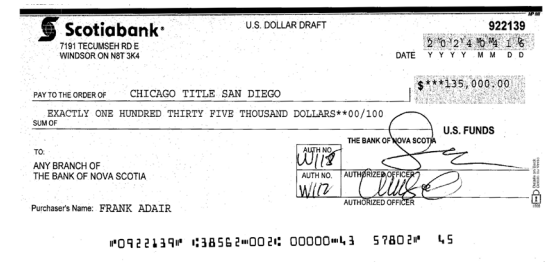 Scotiabank
U.S. DOLLAR DRAFT
922139
7191 TECUMSEH RD E
WINDSOR ON N8T 3K4
DATE 2 0 2 4 0 4 1 6
Y Y Y Y M M D D
$***135,000.00
PAY TO THE ORDER OF CHICAGO TITLE SAN DIEGO
EXACTLY ONE HUNDRED THIRTY FIVE THOUSAND DOLLARS**00/100
SUM OF
U.S. FUNDS
THE BANK OF NOVA SCOTIA
TO:
ANY BRANCH OF
THE BANK OF NOVA SCOTIA
AUTH NO.
W118
AUTHORIZED OFFICER
AUTH NO.
W112
AUTHORIZED OFFICER
Purchaser's Name: FRANK ADAIR
⑈0922139⑈ ⑆38562⑉002⑆ 00000⑉43 57802⑈ 45